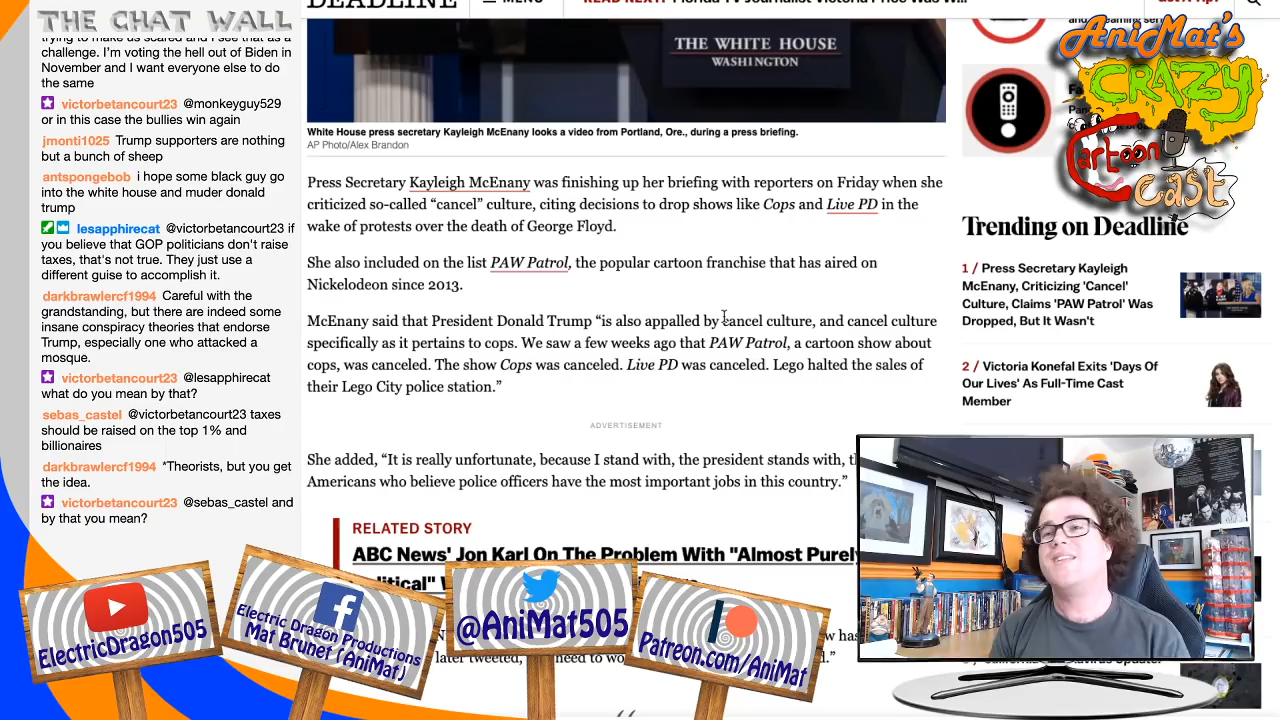 THE CHAT WALL
trying to make us scared and I see that as a
challenge. I'm voting the hell out of Biden in
November and I want everyone else to do
the same
victorbetancourt23 @monkeyguy529
or in this case the bullies win again
jmonti1025 Trump supporters are nothing
but a bunch of sheep
antspongebob i hope some black guy go
into the white house and muder donald
trump
lesapphirecat @victorbetancourt23 if
you believe that GOP politicians don't raise
taxes, that's not true. They just use a
different guise to accomplish it.
darkbrawlercf1994 Careful with the
grandstanding, but there are indeed some
insane conspiracy theories that endorse
Trump, especially one who attacked a
mosque.
victorbetancourt23 @lesapphirecat
what do you mean by that?
sebas_castel @victorbetancourt23 taxes
should be raised on the top 1% and
billionaires
darkbrawlercf1994 *Theorists, but you get
the idea.
victorbetancourt23 @sebas_castel and
by that you mean?
DEADLINE
MENU
READ NEXT: Florida TV Journalist Victoria Price Was W...
THE WHITE HOUSE
WASHINGTON
White House press secretary Kayleigh McEnany looks a video from Portland, Ore., during a press briefing.
AP Photo/Alex Brandon
Press Secretary Kayleigh McEnany was finishing up her briefing with reporters on Friday when she
criticized so-called “cancel” culture, citing decisions to drop shows like Cops and Live PD in the
wake of protests over the death of George Floyd.
She also included on the list PAW Patrol, the popular cartoon franchise that has aired on
Nickelodeon since 2013.
McEnany said that President Donald Trump “is also appalled by cancel culture, and cancel culture
specifically as it pertains to cops. We saw a few weeks ago that PAW Patrol, a cartoon show about
cops, was canceled. The show Cops was canceled. Live PD was canceled. Lego halted the sales of
their Lego City police station.”
ADVERTISEMENT
She added, “It is really unfortunate, because I stand with, the president stands with, th
Americans who believe police officers have the most important jobs in this country.”
RELATED STORY
ABC News' Jon Karl On The Problem With "Almost Purely
later tweeted,
need to wo
AniMat's
CRAZY
Cartoon
Cast
Trending on Deadline
1 / Press Secretary Kayleigh
McEnany, Criticizing 'Cancel'
Culture, Claims 'PAW Patrol' Was
Dropped, But It Wasn't
2 / Victoria Konefal Exits 'Days Of
Our Lives' As Full-Time Cast
Member
ElectricDragon505
Electric Dragon Productions
Mat Brunet (AniMat)
@AniMat505
Patreon.com/AniMat